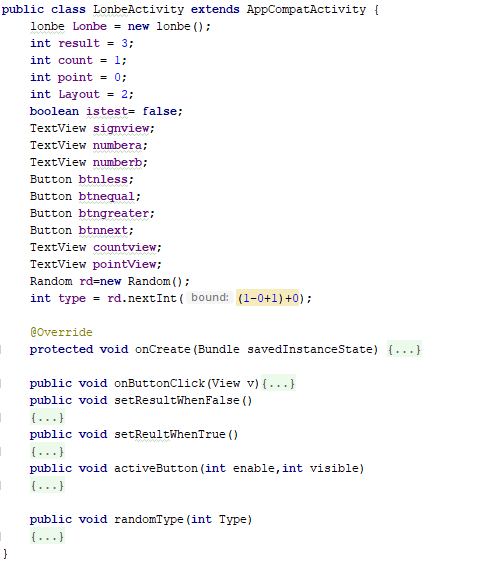 public class LonbeActivity extends AppCompatActivity {
lonbe Lonbe = new lonbe();
int result = 3;
int count = 1;
int point = 0;
int Layout = 2;
boolean istest= false;
TextView signview;
TextView numbera;
TextView numberb;
Button btnless;
Button btnequal;
Button btngreater;
Button btnnext;
TextView countview;
TextView pointView;
Random rd=new Random();
int type = rd.nextInt( bound: (1-0+1)+0);
@Override
protected void onCreate(Bundle savedInstanceState) {...}
public void onButtonClick(View v){...}
public void setResultWhenFalse()
{...}
public void setReultWhenTrue()
{...}
public void activeButton(int enable,int visible)
{...}
public void randomType(int Type)
{...}
}